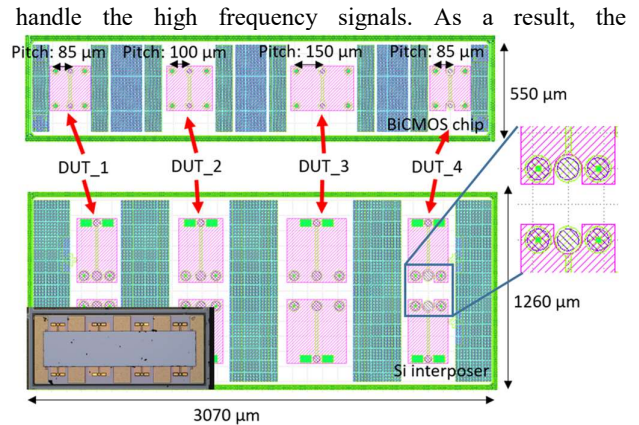 handle the high frequency signals. As a result, the
Pitch: 85 μm Pitch: 100 μm Pitch: 150 μm Pitch: 85 μm
550 μm
BiCMOS chip
DUT_1 DUT_2 DUT_3 DUT_4
1260 μm
Si interposer
3070 μm